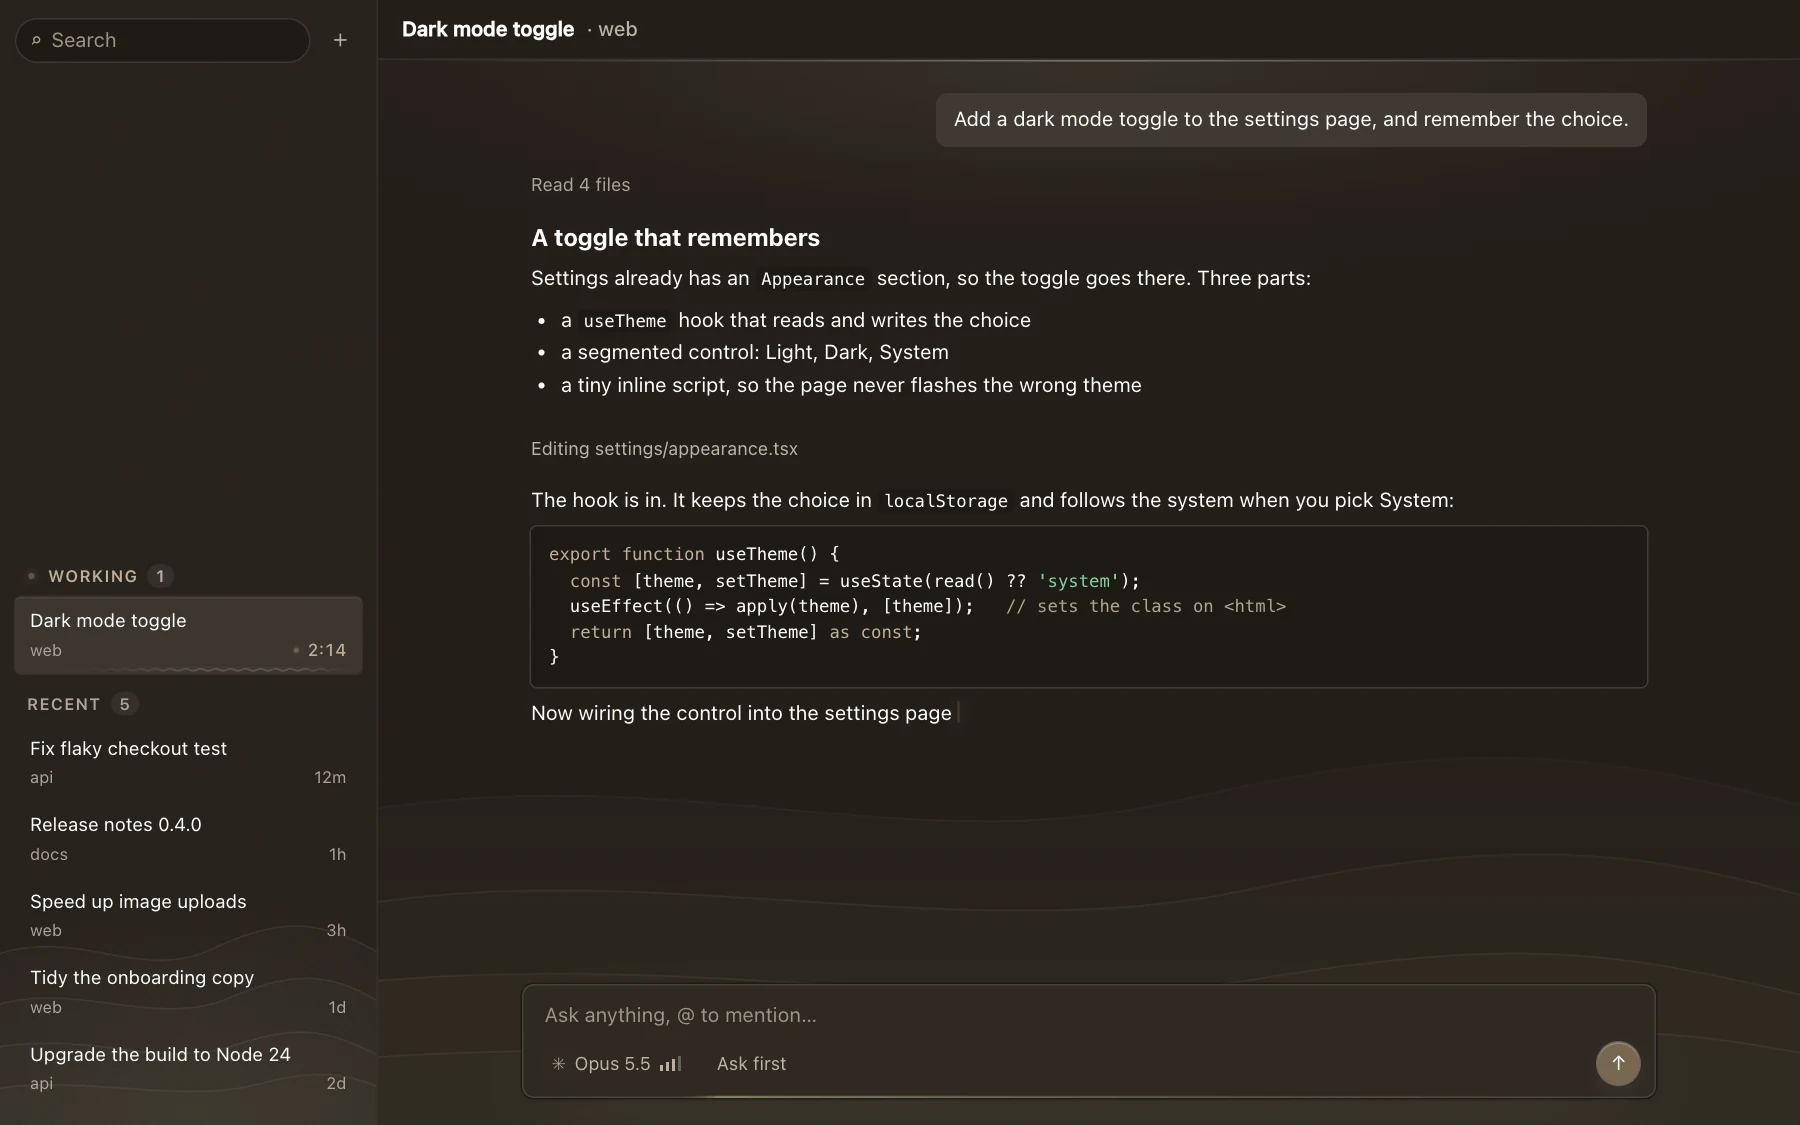 Search
+
WORKING 1
Dark mode toggle
web 2:14
RECENT 5
Fix flaky checkout test
api 12m
Release notes 0.4.0
docs 1h
Speed up image uploads
web 3h
Tidy the onboarding copy
web 1d
Upgrade the build to Node 24
api 2d
Dark mode toggle · web
Add a dark mode toggle to the settings page, and remember the choice.
Read 4 files
A toggle that remembers
Settings already has an Appearance section, so the toggle goes there. Three parts:
• a useTheme hook that reads and writes the choice
• a segmented control: Light, Dark, System
• a tiny inline script, so the page never flashes the wrong theme
Editing settings/appearance.tsx
The hook is in. It keeps the choice in localStorage and follows the system when you pick System:
export function useTheme() {
  const [theme, setTheme] = useState(read() ?? 'system');
  useEffect(() => apply(theme), [theme]);   // sets the class on <html>
  return [theme, setTheme] as const;
}
Now wiring the control into the settings page
Ask anything, @ to mention…
Opus 5.5 Ask first